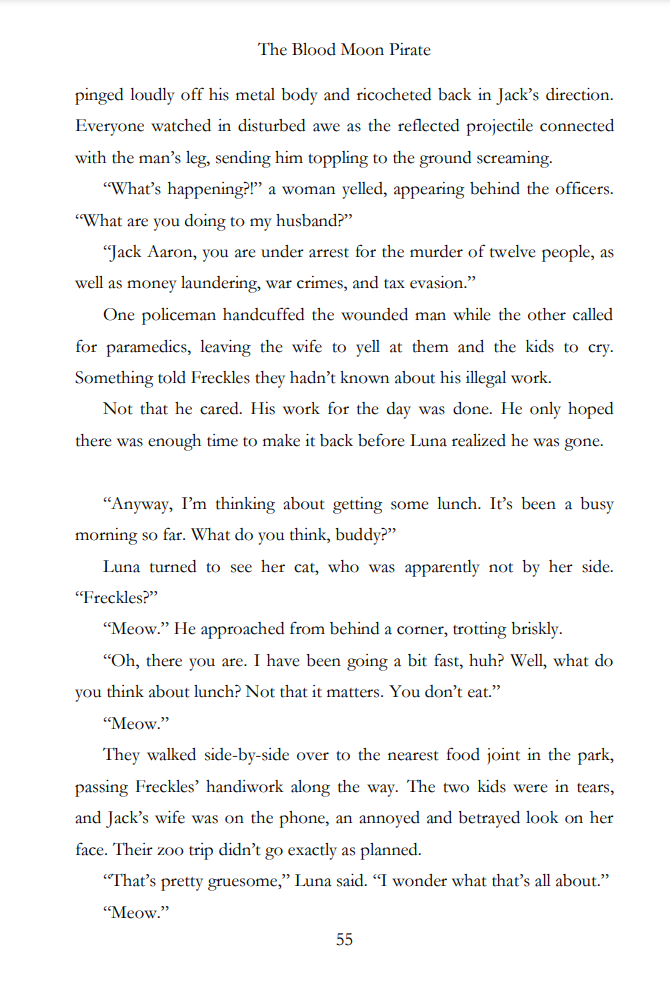 The Blood Moon Pirate
pinged loudly off his metal body and ricocheted back in Jack’s direction.
Everyone watched in disturbed awe as the reflected projectile connected
with the man’s leg, sending him toppling to the ground screaming.
“What’s happening?!” a woman yelled, appearing behind the officers.
“What are you doing to my husband?”
“Jack Aaron, you are under arrest for the murder of twelve people, as
well as money laundering, war crimes, and tax evasion.”
One policeman handcuffed the wounded man while the other called
for paramedics, leaving the wife to yell at them and the kids to cry.
Something told Freckles they hadn’t known about his illegal work.
Not that he cared. His work for the day was done. He only hoped
there was enough time to make it back before Luna realized he was gone.
“Anyway, I’m thinking about getting some lunch. It’s been a busy
morning so far. What do you think, buddy?”
Luna turned to see her cat, who was apparently not by her side.
“Freckles?”
“Meow.” He approached from behind a corner, trotting briskly.
“Oh, there you are. I have been going a bit fast, huh? Well, what do
you think about lunch? Not that it matters. You don’t eat.”
“Meow.”
They walked side-by-side over to the nearest food joint in the park,
passing Freckles’ handiwork along the way. The two kids were in tears,
and Jack’s wife was on the phone, an annoyed and betrayed look on her
face. Their zoo trip didn’t go exactly as planned.
“That’s pretty gruesome,” Luna said. “I wonder what that’s all about.”
“Meow.”
55